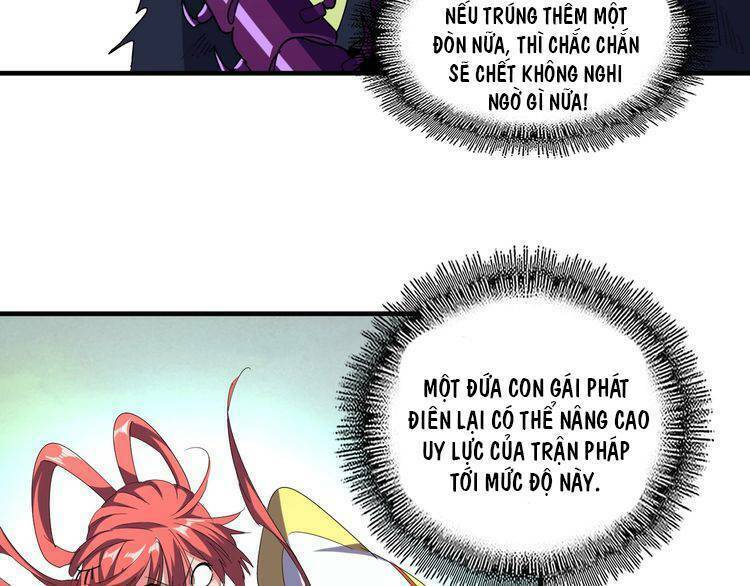 NẾU TRÚNG THÊM MỘT
ĐÒN NỮA, THÌ CHẮC CHẮN
SẼ CHẾT KHÔNG NGHI
NGỜ GÌ NỮA!
MỘT ĐỨA CON GÁI PHÁT
ĐIÊN LẠI CÓ THỂ NÂNG CAO
UY LỰC CỦA TRẬN PHÁP
TỚI MỨC ĐỘ NÀY.